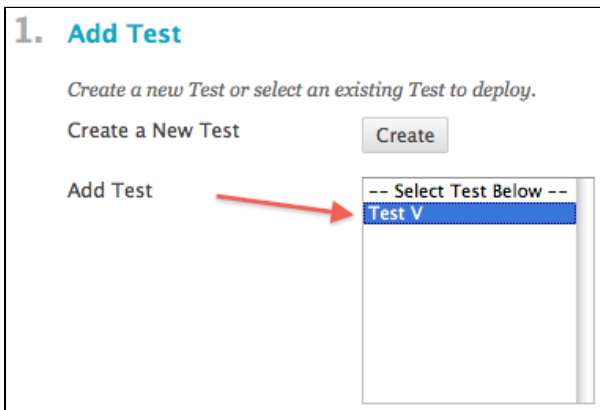 1. Add Test
Create a new Test or select an existing Test to deploy.
Create a New Test Create
Add Test
-- Select Test Below --
Test V